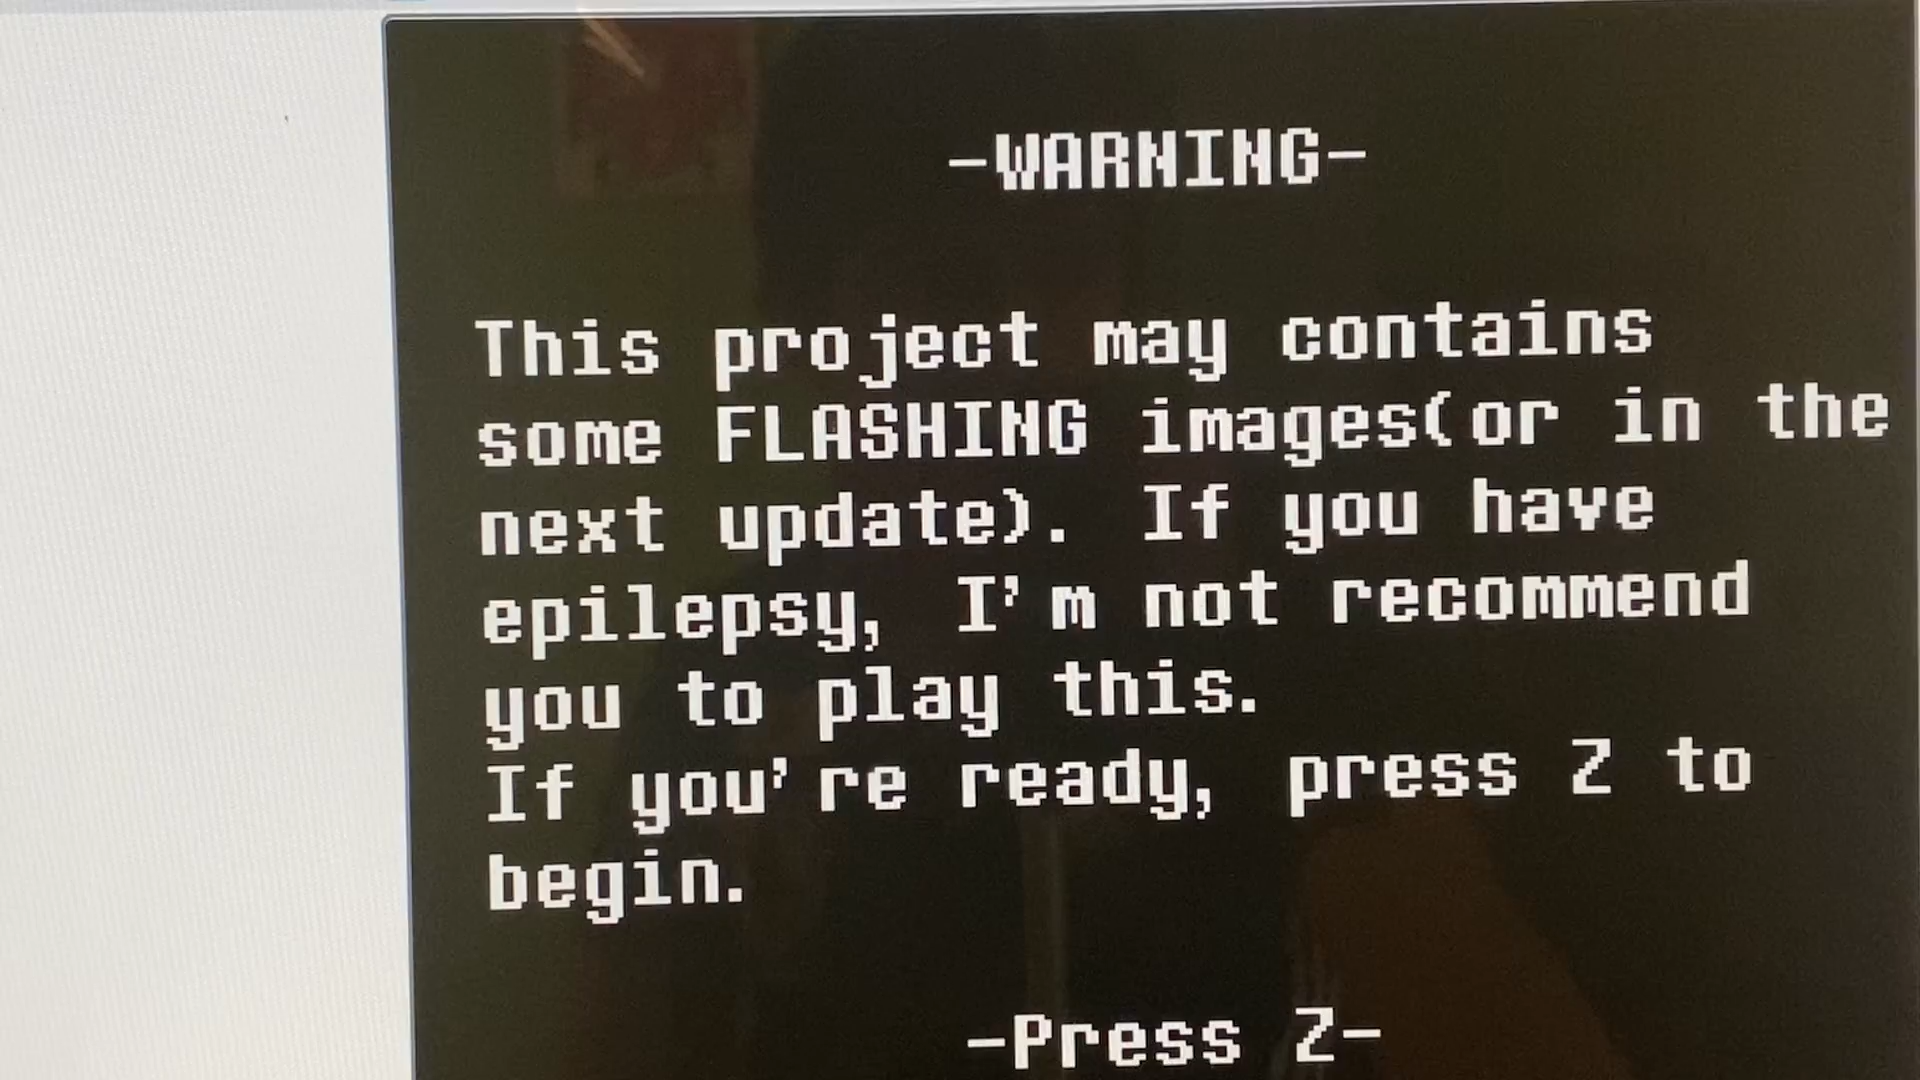 -WARNING-
This project may contains
some FLASHING images(or in the
next update). If you have
epilepsy, I'm not recommend
you to play this.
If you're ready, press Z to
begin.
-Press Z-